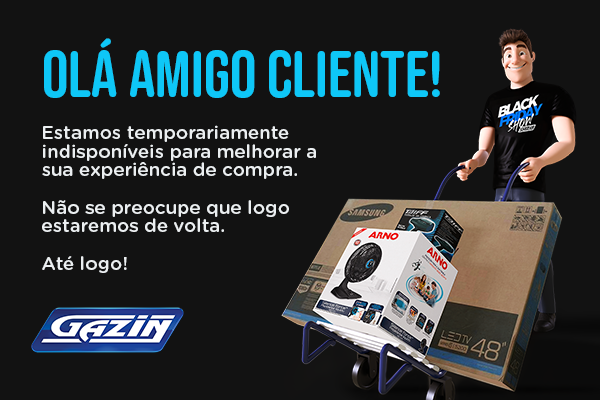 OLÁ AMIGO CLIENTE!
Estamos temporariamente
indisponíveis para melhorar a
sua experiência de compra.
Não se preocupe que logo
estaremos de volta.
Até logo!
GAZIN
BLACK
FRIDAY
SHOW
SAMSUNG
ARNO
ARNO
LED TV
48"